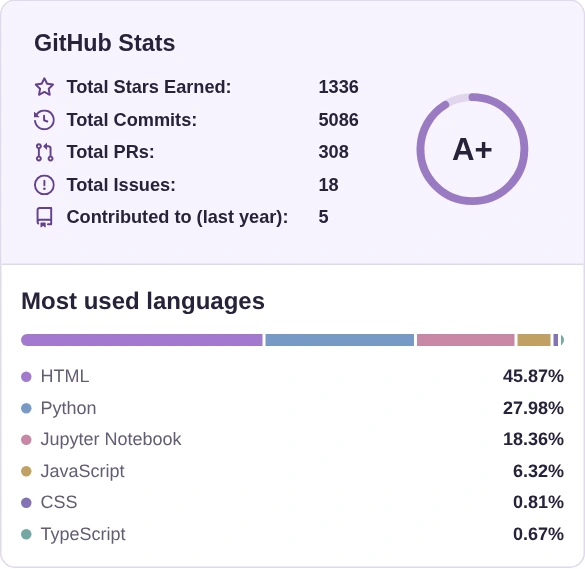 GitHub Stats
Total Stars Earned: 1336
Total Commits: 5086
Total PRs: 308
Total Issues: 18
Contributed to (last year): 5
A+
Most used languages
HTML 45.87%
Python 27.98%
Jupyter Notebook 18.36%
JavaScript 6.32%
CSS 0.81%
TypeScript 0.67%